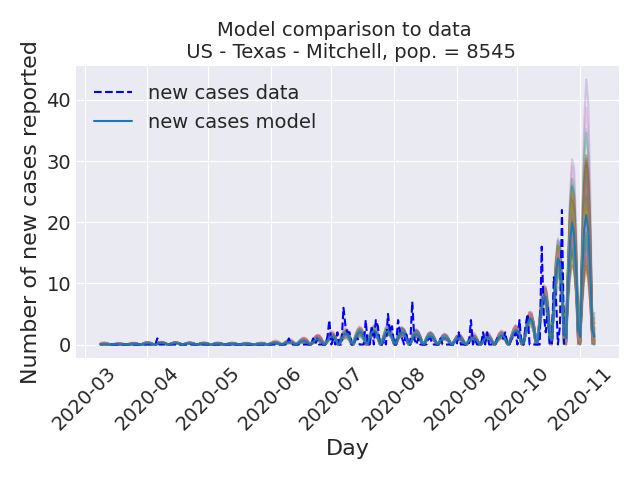 Model comparison to data
US - Texas - Mitchell, pop. = 8545
Number of new cases reported
40
30
20
10
0
new cases data
new cases model
2020-03
2020-04
2020-05
2020-06
2020-07
2020-08
2020-09
2020-10
2020-11
Day